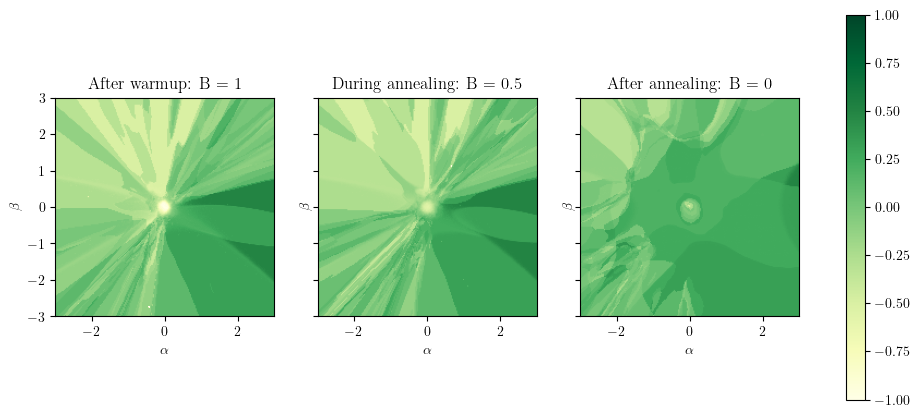 After warmup: B = 1
During annealing: B = 0.5
After annealing: B = 0
3
2
1
0
−1
−2
−3
β
β
β
−2 0 2
−2 0 2
−2 0 2
α
α
α
1.00
0.75
0.50
0.25
0.00
−0.25
−0.50
−0.75
−1.00